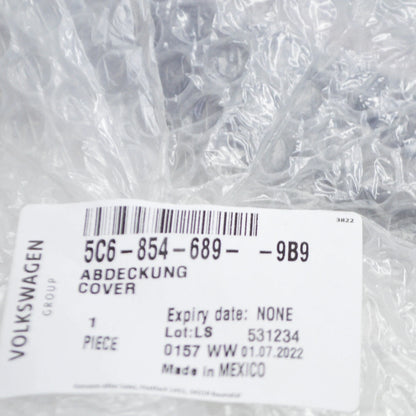 3822
5C6-854-689- -9B9
ABDECKUNG
COVER
VOLKSWAGEN
GROUP
1
PIECE
Expiry date: NONE
Lot:LS 531234
0157 WW 01.07.2022
Made in MEXICO